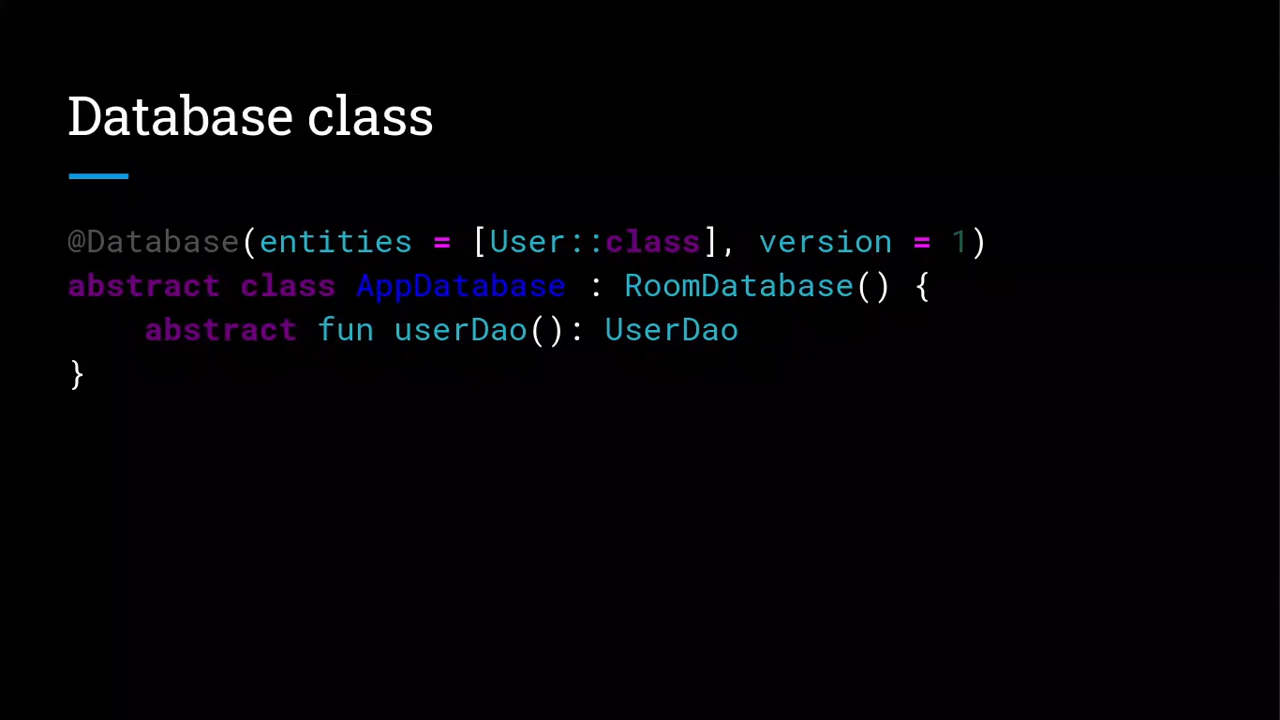 Database class
@Database(entities = [User::class], version = 1)
abstract class AppDatabase : RoomDatabase() {
    abstract fun userDao(): UserDao
}